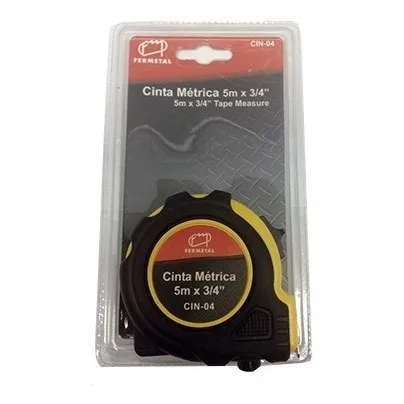 CIN-04
FERMETAL
Cinta Métrica 5m x 3/4"
5m x 3/4" Tape Measure
FERMETAL
Cinta Métrica
5m x 3/4"
CIN-04